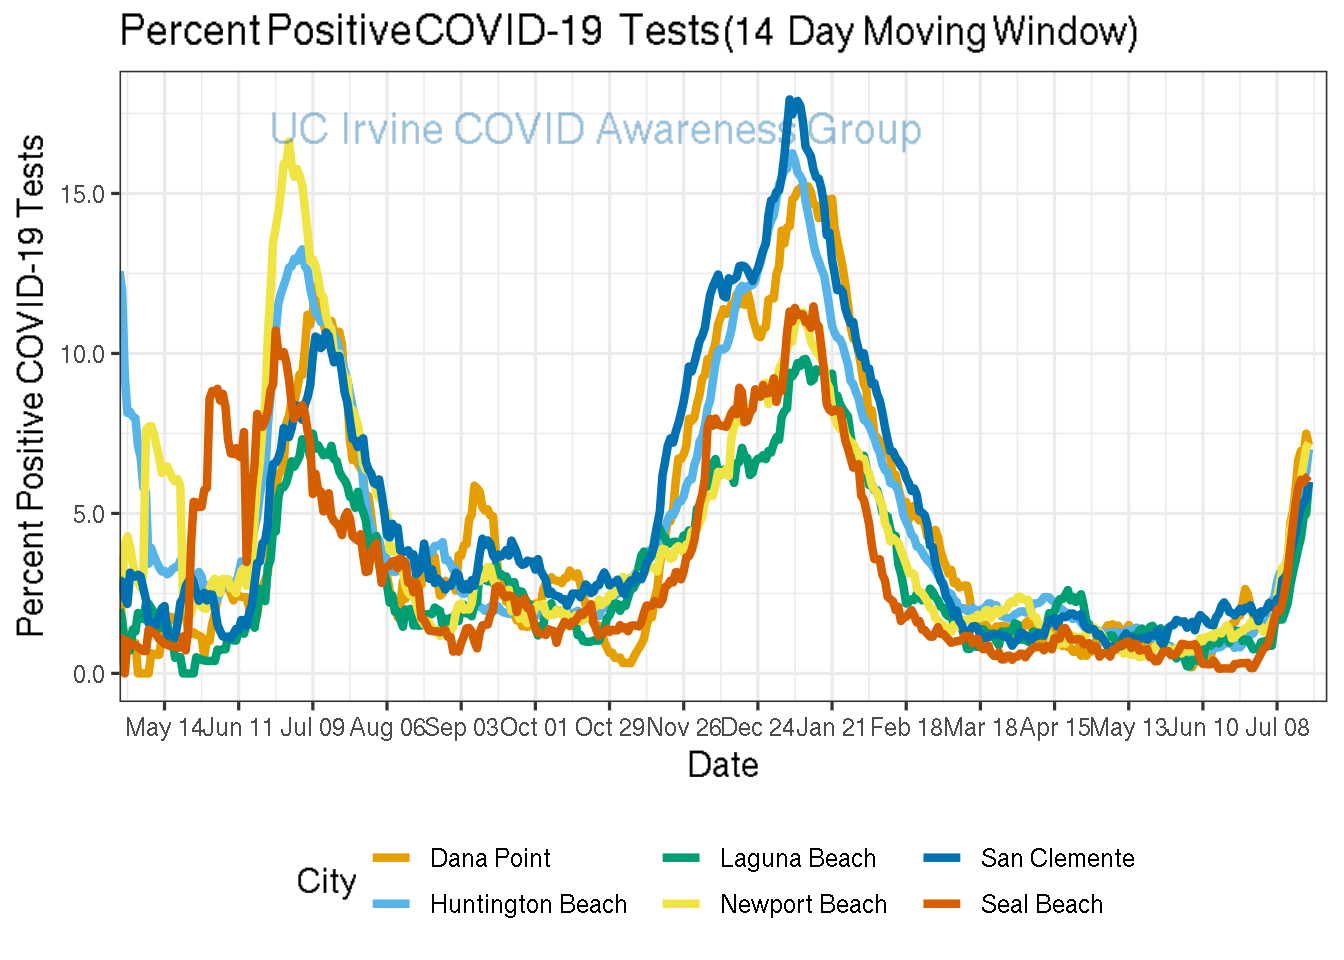 Percent Positive COVID-19 Tests(14 Day Moving Window)
UC Irvine COVID Awareness Group
Percent Positive COVID-19 Tests
15.0
10.0
5.0
0.0
May 14 Jun 11 Jul 09 Aug 06 Sep 03 Oct 01 Oct 29 Nov 26 Dec 24 Jan 21 Feb 18 Mar 18 Apr 15 May 13 Jun 10 Jul 08
Date
City
Dana Point Laguna Beach San Clemente
Huntington Beach Newport Beach Seal Beach